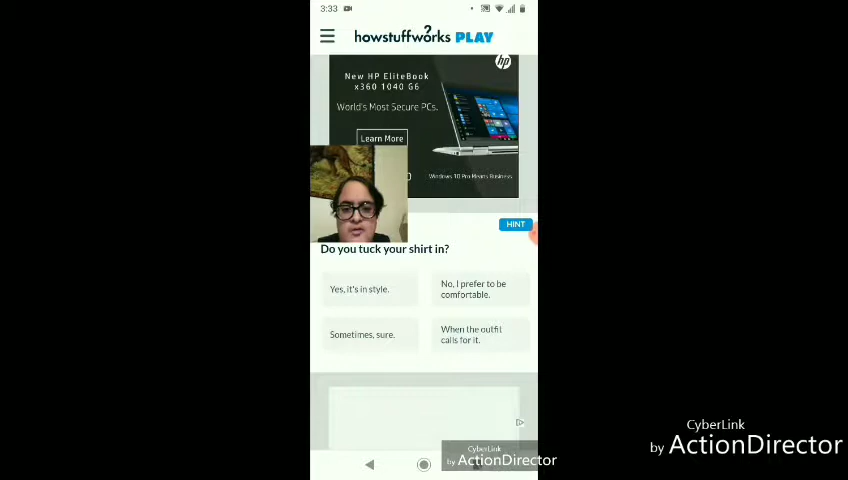 3:33
howstuffworks PLAY
hp
New HP EliteBook
x360 1040 G6
World's Most Secure PCs.
Learn More
Windows 10 Pro Means Business
HINT
Do you tuck your shirt in?
Yes, it's in style.
No, I prefer to be
comfortable.
Sometimes, sure.
When the outfit
calls for it.
CyberLink
by ActionDirector
CyberLink
by ActionDirector